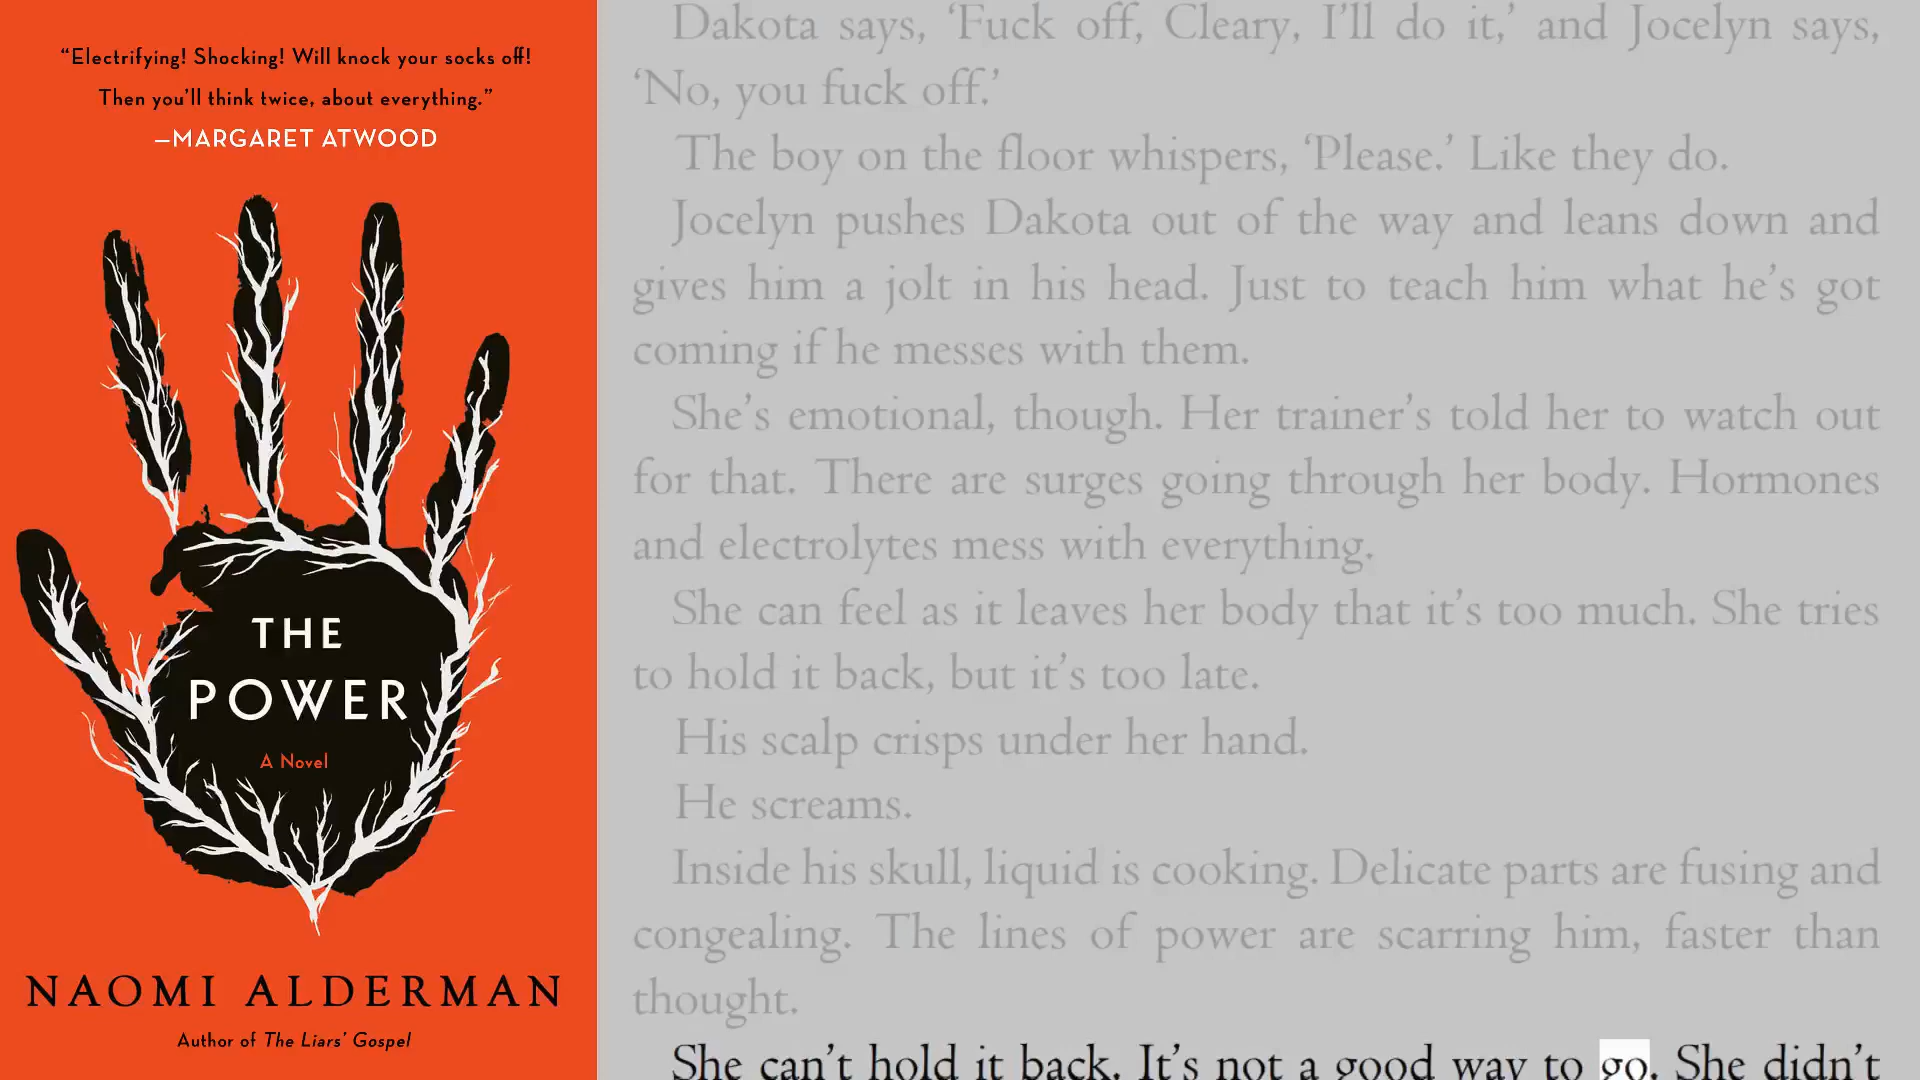 “Electrifying! Shocking! Will knock your socks off!
Then you’ll think twice, about everything.”
—MARGARET ATWOOD
THE
POWER
A Novel
NAOMI ALDERMAN
Author of The Liars’ Gospel
Dakota says, ‘Fuck off, Cleary, I’ll do it,’ and Jocelyn says,
‘No, you fuck off.’
The boy on the floor whispers, ‘Please.’ Like they do.
Jocelyn pushes Dakota out of the way and leans down and
gives him a jolt in his head. Just to teach him what he’s got
coming if he messes with them.
She’s emotional, though. Her trainer’s told her to watch out
for that. There are surges going through her body. Hormones
and electrolytes mess with everything.
She can feel as it leaves her body that it’s too much. She tries
to hold it back, but it’s too late.
His scalp crisps under her hand.
He screams.
Inside his skull, liquid is cooking. Delicate parts are fusing and
congealing. The lines of power are scarring him, faster than
thought.
She can’t hold it back. It’s not a good way to go. She didn’t